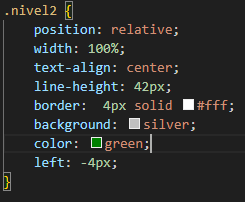 .nivel2 {
position: relative;
width: 100%;
text-align: center;
line-height: 42px;
border:  4px solid #fff;
background: silver;
color: green;
left: -4px;
}